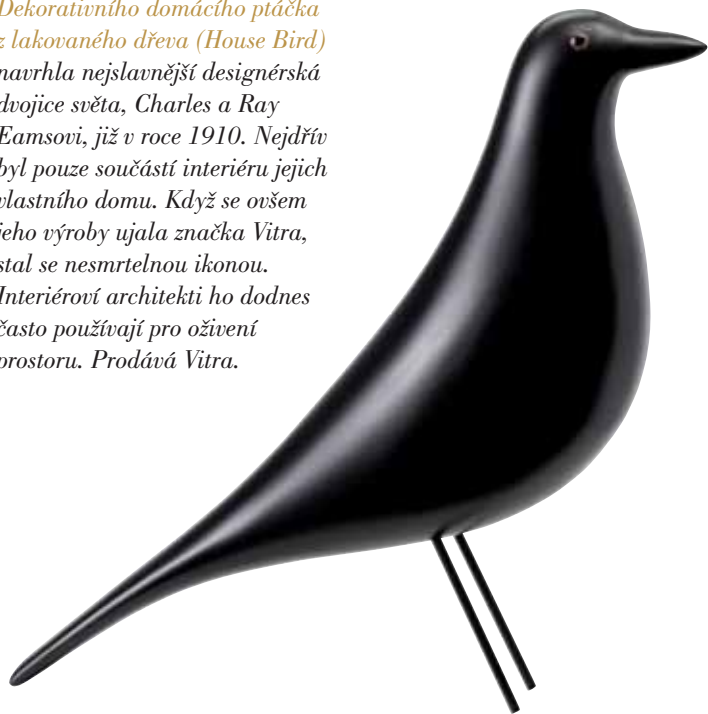 Dekorativního domácího ptáčka
z lakovaného dřeva (House Bird)
navrhla nejslavnější designérská
dvojice světa, Charles a Ray
Eamsovi, již v roce 1910. Nejdřív
byl pouze součástí interiéru jejich
vlastního domu. Když se ovšem
jeho výroby ujala značka Vitra,
stal se nesmrtelnou ikonou.
Interiéroví architekti ho dodnes
často používají pro oživení
prostoru. Prodává Vitra.